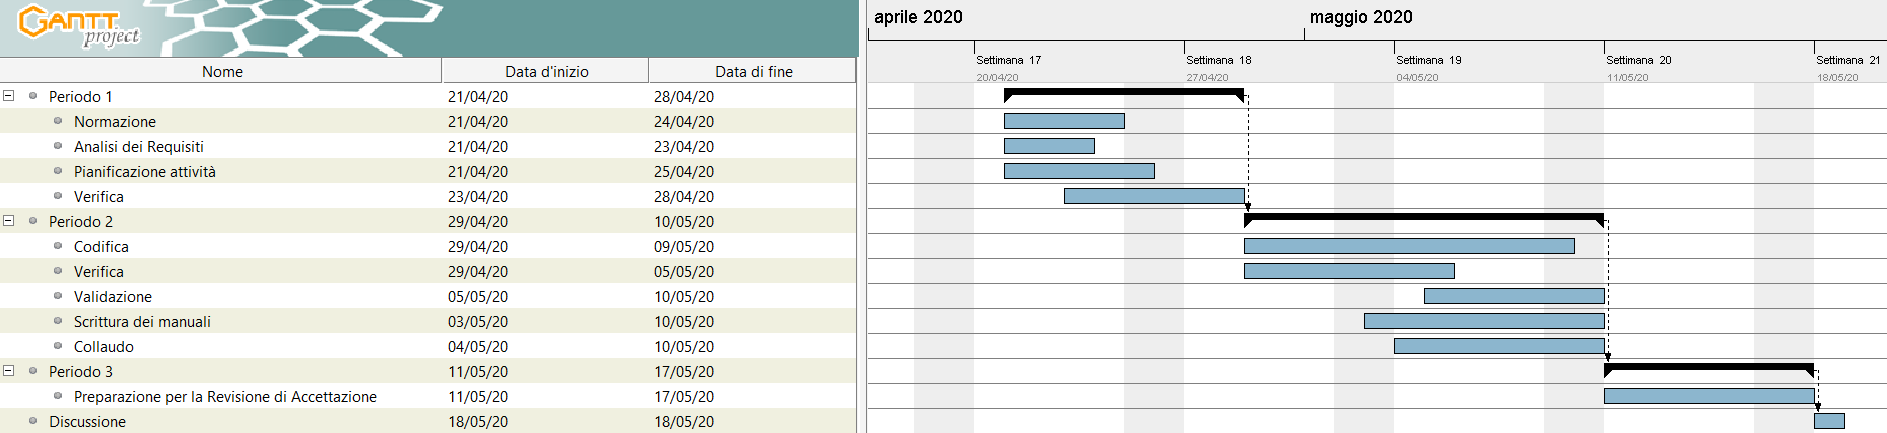 GANTT
project
aprile 2020 maggio 2020
Settimana 17 Settimana 18 Settimana 19 Settimana 20 Settimana 21
20/04/20 27/04/20 04/05/20 11/05/20 18/05/20
Nome Data d'inizio Data di fine
Periodo 1 21/04/20 28/04/20
Normazione 21/04/20 24/04/20
Analisi dei Requisiti 21/04/20 23/04/20
Pianificazione attività 21/04/20 25/04/20
Verifica 23/04/20 28/04/20
Periodo 2 29/04/20 10/05/20
Codifica 29/04/20 09/05/20
Verifica 29/04/20 05/05/20
Validazione 05/05/20 10/05/20
Scrittura dei manuali 03/05/20 10/05/20
Collaudo 04/05/20 10/05/20
Periodo 3 11/05/20 17/05/20
Preparazione per la Revisione di Accettazione 11/05/20 17/05/20
Discussione 18/05/20 18/05/20